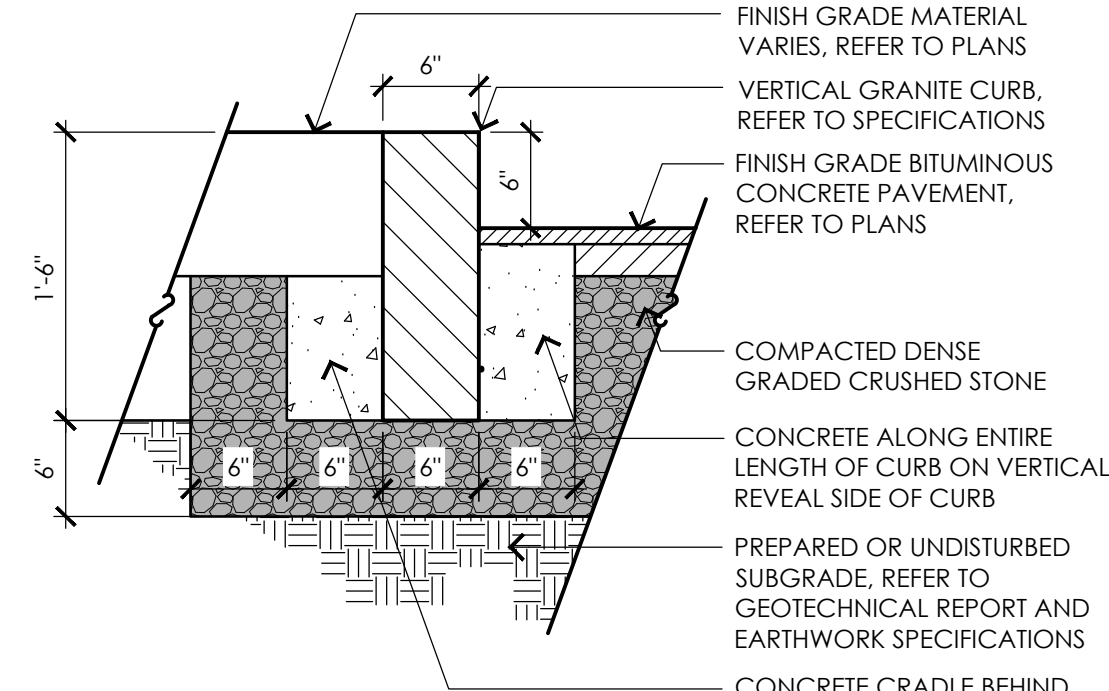 FINISH GRADE MATERIAL
VARIES, REFER TO PLANS
6"
VERTICAL GRANITE CURB,
REFER TO SPECIFICATIONS
6"
FINISH GRADE BITUMINOUS
CONCRETE PAVEMENT,
REFER TO PLANS
1'-6"
COMPACTED DENSE
GRADED CRUSHED STONE
CONCRETE ALONG ENTIRE
LENGTH OF CURB ON VERTICAL
REVEAL SIDE OF CURB
6"
6" 6" 6" 6"
PREPARED OR UNDISTURBED
SUBGRADE, REFER TO
GEOTECHNICAL REPORT AND
EARTHWORK SPECIFICATIONS
CONCRETE CRADLE BEHIND